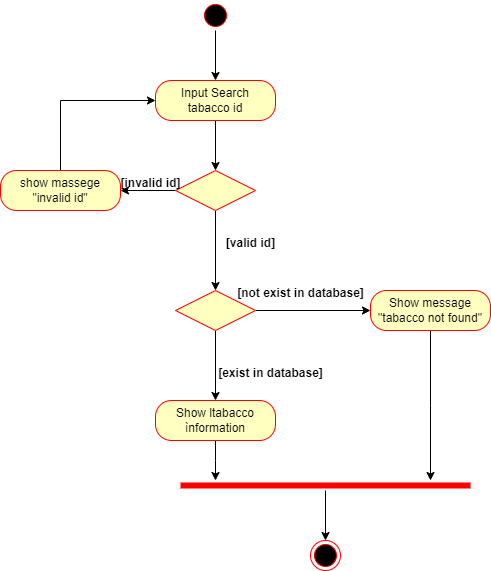 Input Search
tabacco id
[invalid id]
show massege
"invalid id"
[valid id]
[not exist in database]
Show message
"tabacco not found"
[exist in database]
Show Itabacco
information